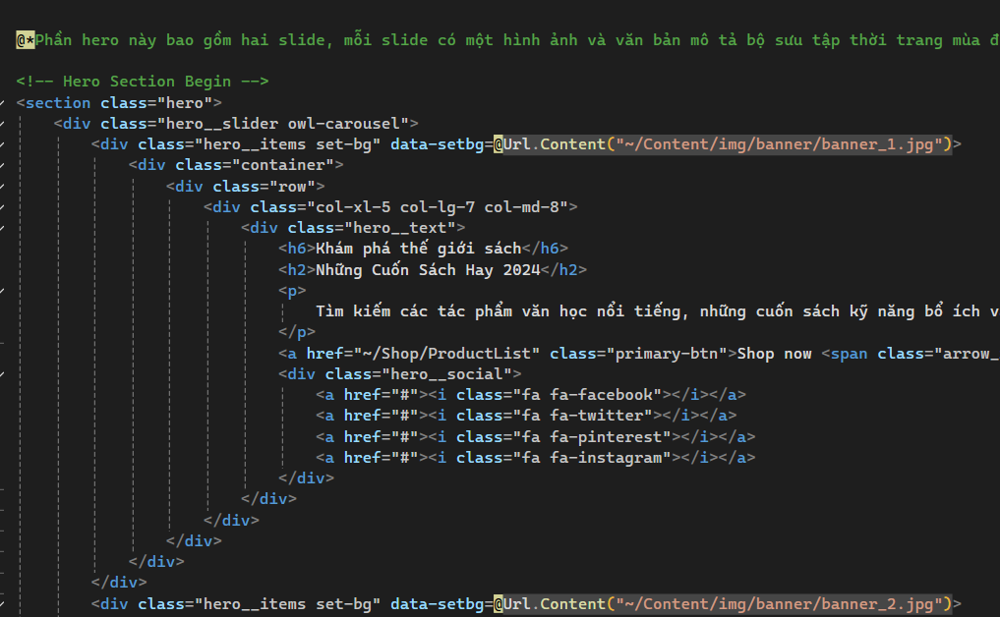 @*Phần hero này bao gồm hai slide, mỗi slide có một hình ảnh và văn bản mô tả bộ sưu tập thời trang mùa đ
<!-- Hero Section Begin -->
<section class="hero">
<div class="hero__slider owl-carousel">
<div class="hero__items set-bg" data-setbg=@Url.Content("~/Content/img/banner/banner_1.jpg")>
<div class="container">
<div class="row">
<div class="col-xl-5 col-lg-7 col-md-8">
<div class="hero__text">
<h6>Khám phá thế giới sách</h6>
<h2>Những Cuốn Sách Hay 2024</h2>
<p>
Tìm kiếm các tác phẩm văn học nổi tiếng, những cuốn sách kỹ năng bổ ích v
</p>
<a href="~/Shop/ProductList" class="primary-btn">Shop now <span class="arrow_
<div class="hero__social">
<a href="#"><i class="fa fa-facebook"></i></a>
<a href="#"><i class="fa fa-twitter"></i></a>
<a href="#"><i class="fa fa-pinterest"></i></a>
<a href="#"><i class="fa fa-instagram"></i></a>
</div>
</div>
</div>
</div>
</div>
</div>
<div class="hero__items set-bg" data-setbg=@Url.Content("~/Content/img/banner/banner_2.jpg")>